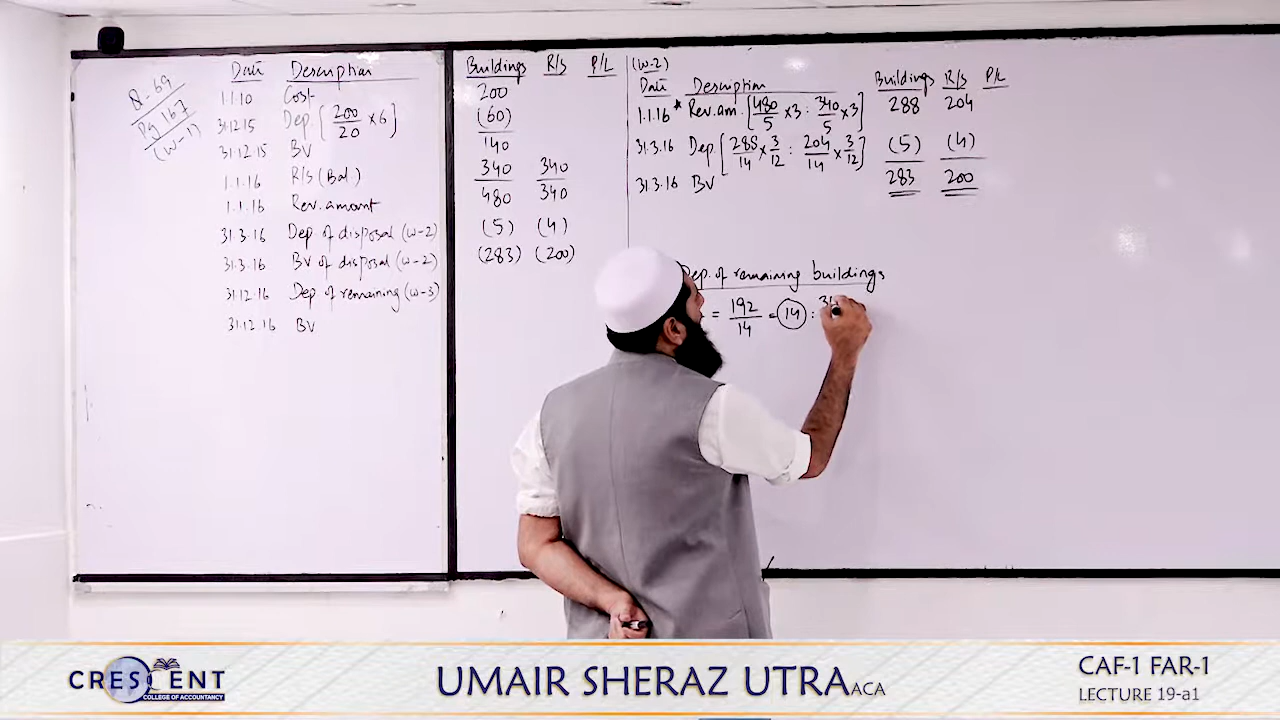 Q-69
Pg 167
(W-1)
Date Description Buildings R/S P/L
1.1.10 Cost 200
31.12.15 Dep. [200/20 x 6] (60)
31.12.15 BV 140
1.1.16 R/S (Bal.) 340 340
1.1.16 Rev. amount 480 340
31.3.16 Dep of disposal (W-2) (5) (4)
31.3.16 BV of disposal (W-2) (283) (200)
31.12.16 Dep of remaining (W-3)
31.12.16 BV
(W-2)
Date Description Buildings R/S P/L
1.1.16 * Rev. am. [480/5 x 3 : 340/5 x 3] 288 204
31.3.16 Dep. [288/14 x 3/12 : 204/14 x 3/12] (5) (4)
31.3.16 BV 283 200
Dep. of remaining buildings
= 192/14 = 14 :
CRESCENT
COLLEGE OF ACCOUNTANCY
UMAIR SHERAZ UTRA ACA
CAF-1 FAR-1
LECTURE 19-a1